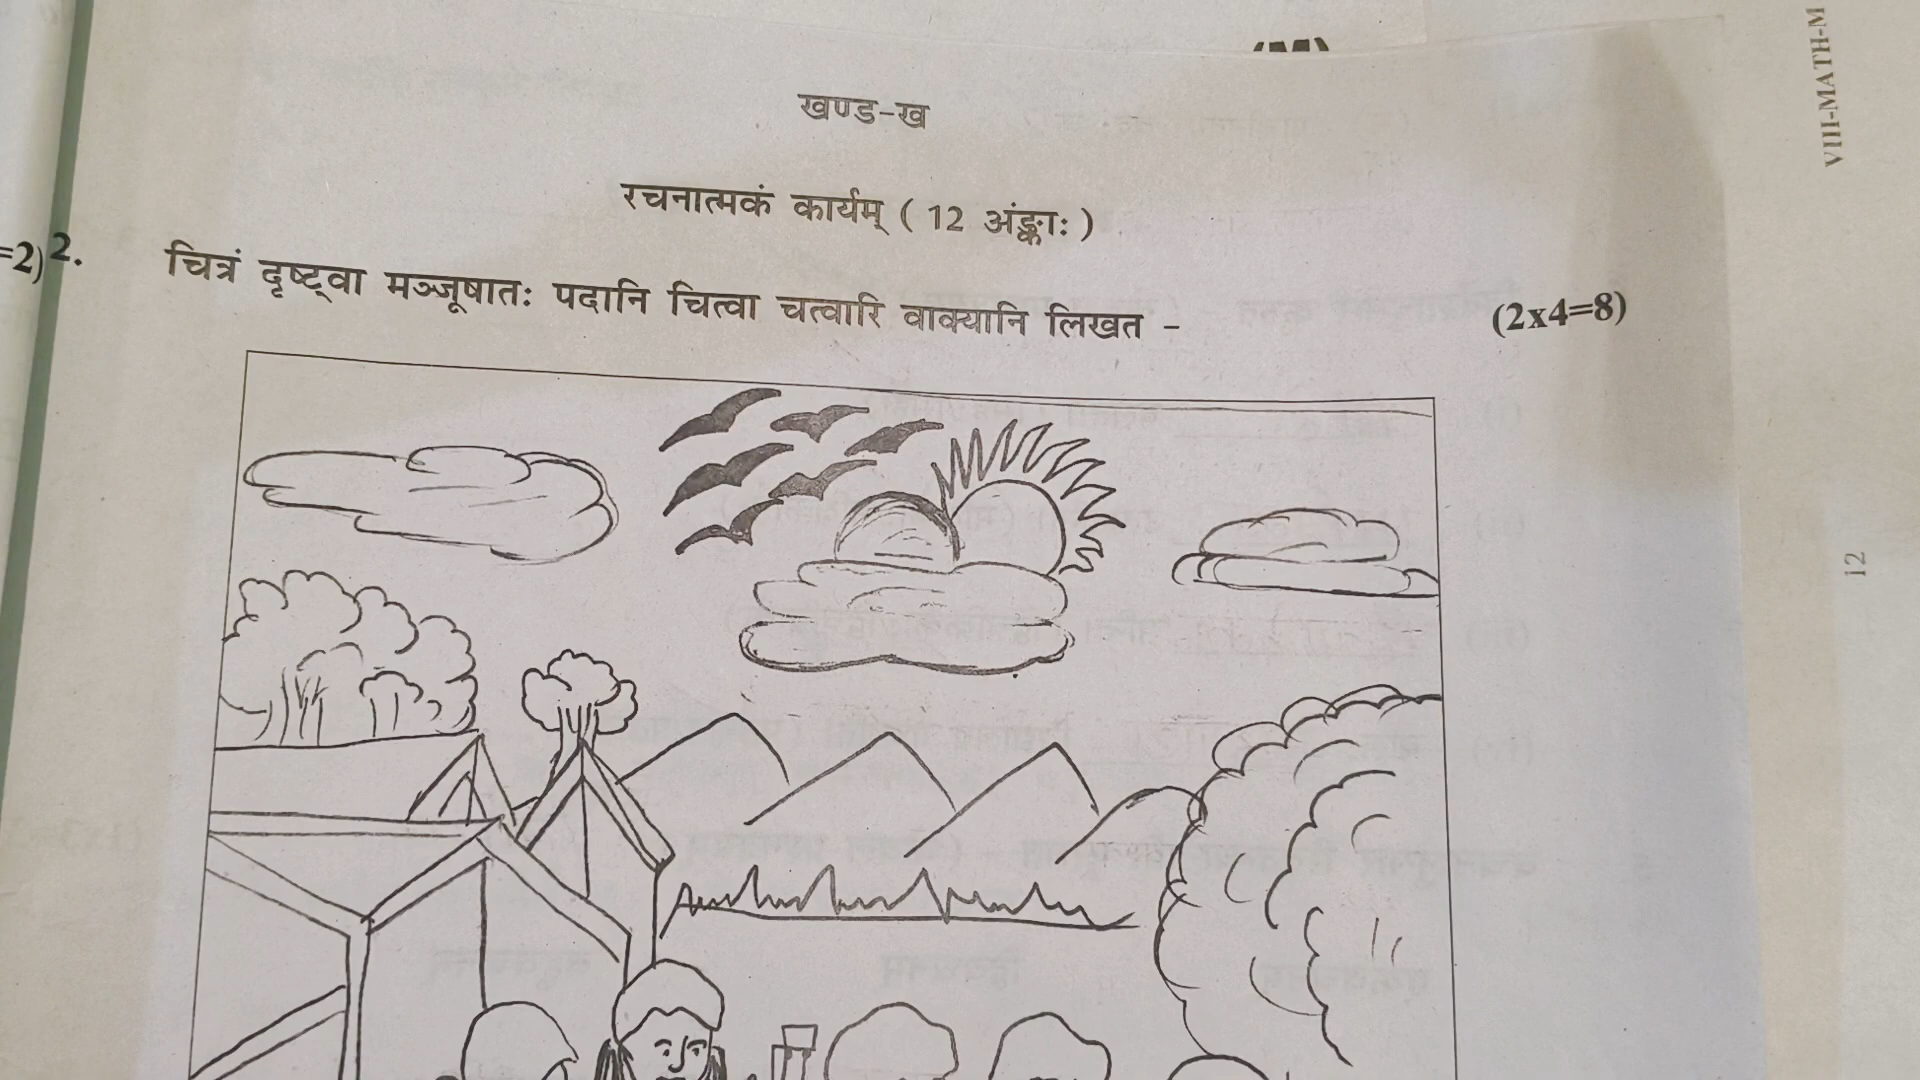 खण्ड-ख
रचनात्मकं कार्यम् ( 12 अंङ्काः )
=2) 2. चित्रं दृष्ट्वा मञ्जूषातः पदानि चित्वा चत्वारि वाक्यानि लिखत - (2x4=8)
VIII-MATH-M
12